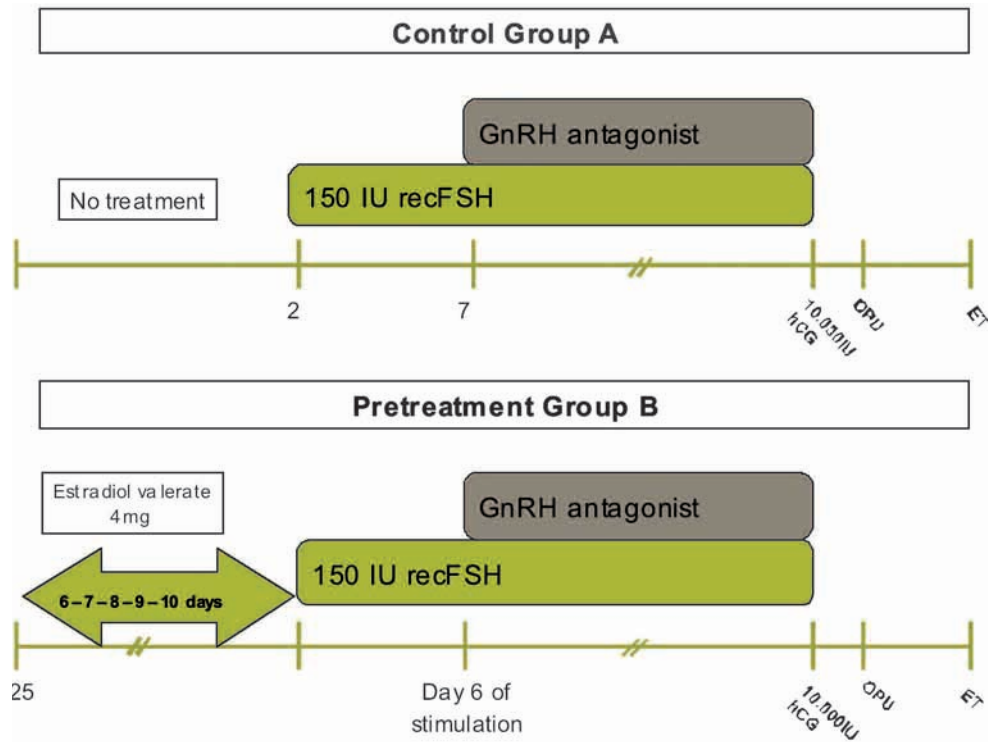 Control Group A
GnRH antagonist
150 IU recFSH
No treatment
2
7
hCG
OPU
ET
Pretreatment Group B
Estradiol valerate
4mg
GnRH antagonist
150 IU recFSH
6–7–8–9–10 days
25
Day 6 of
stimulation
10.000IU
hCG
OPU
ET